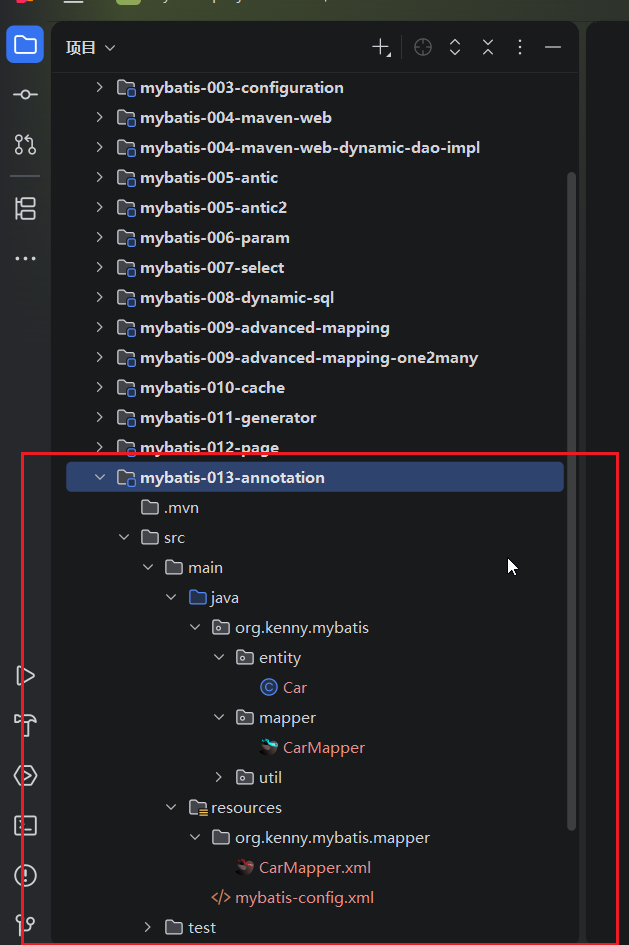 项目
mybatis-003-configuration
mybatis-004-maven-web
mybatis-004-maven-web-dynamic-dao-impl
mybatis-005-antic
mybatis-005-antic2
mybatis-006-param
mybatis-007-select
mybatis-008-dynamic-sql
mybatis-009-advanced-mapping
mybatis-009-advanced-mapping-one2many
mybatis-010-cache
mybatis-011-generator
mybatis-012-page
mybatis-013-annotation
.mvn
src
main
java
org.kenny.mybatis
entity
Car
mapper
CarMapper
util
resources
org.kenny.mybatis.mapper
CarMapper.xml
mybatis-config.xml
test